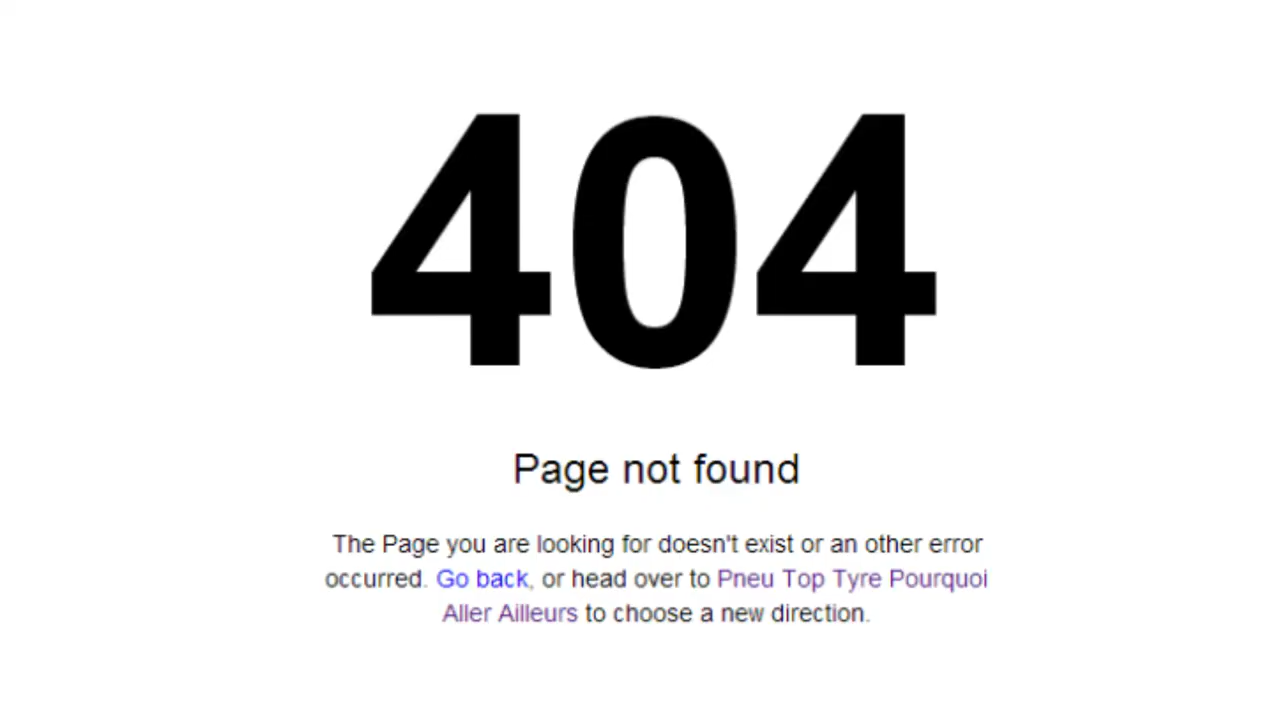 404
Page not found
The Page you are looking for doesn't exist or an other error
occurred. Go back, or head over to Pneu Top Tyre Pourquoi
Aller Ailleurs to choose a new direction.